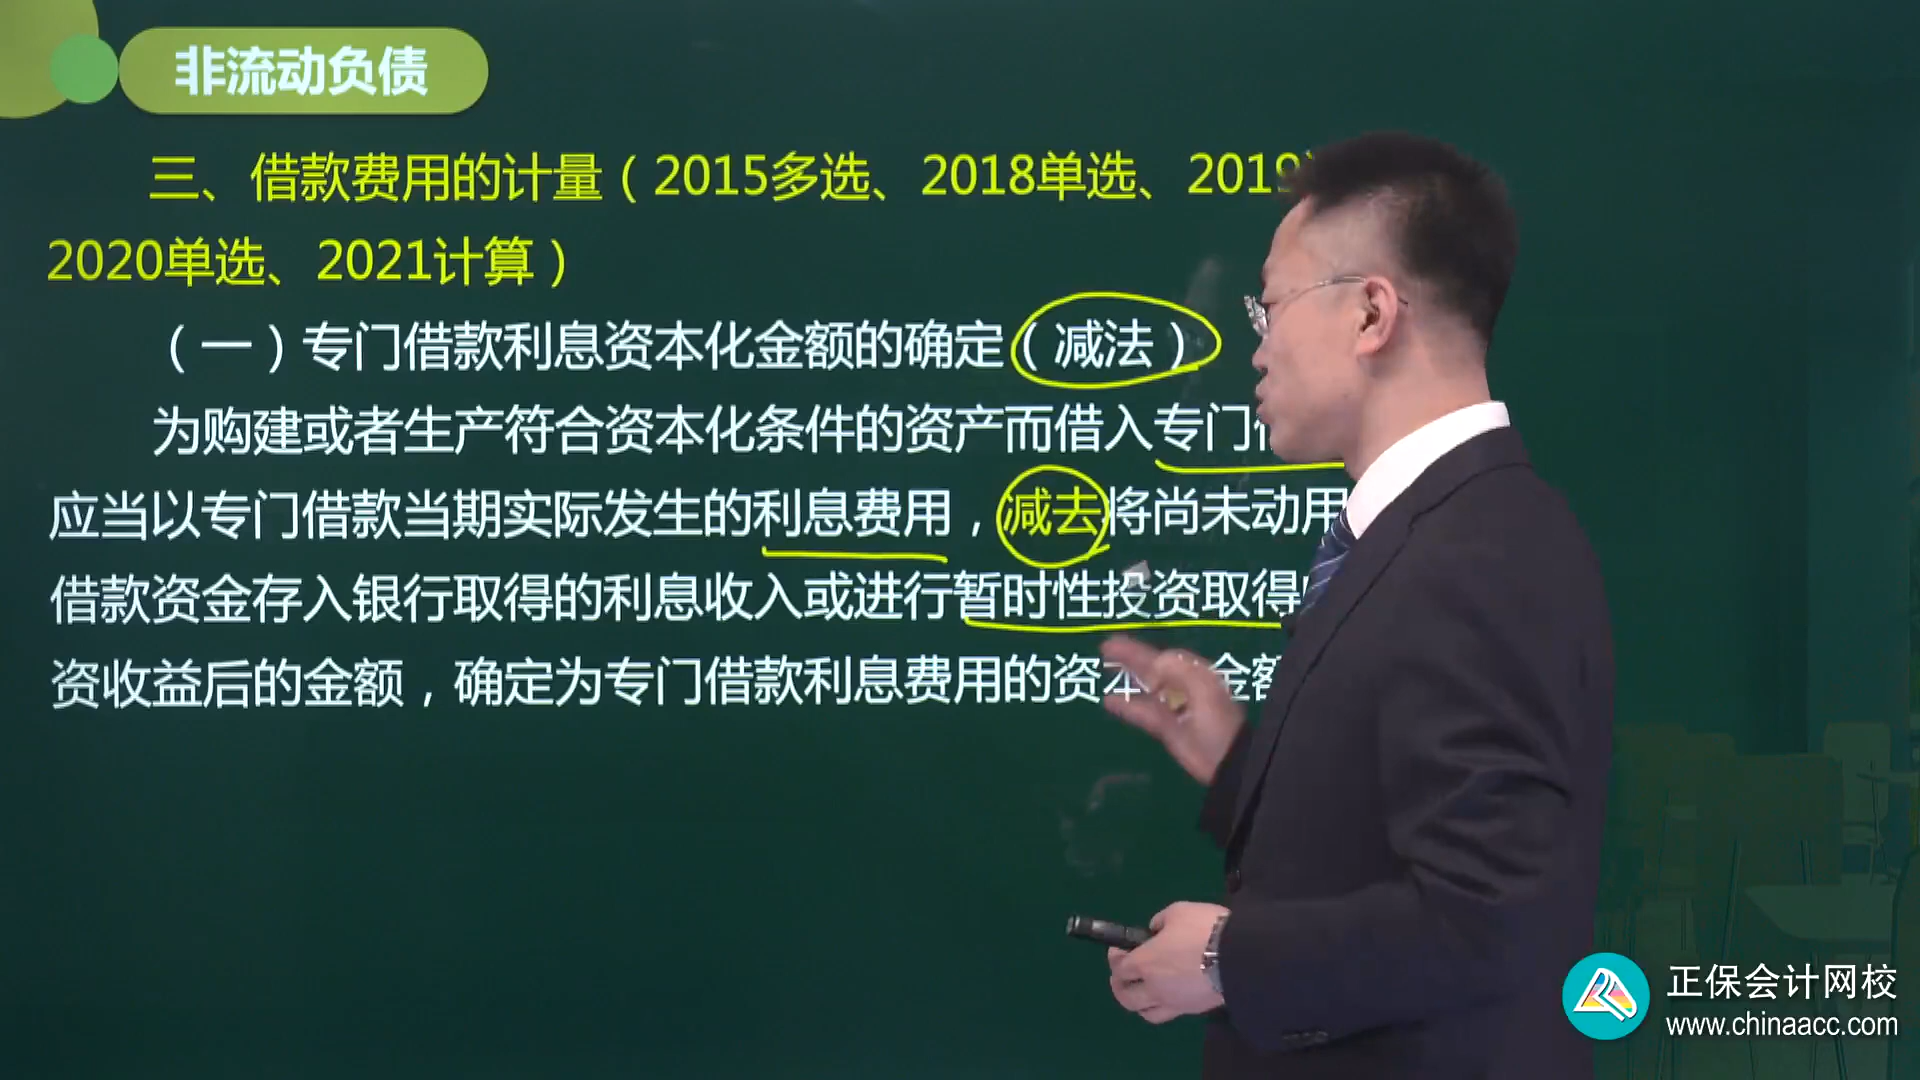 非流动负债
三、借款费用的计量（2015多选、2018单选、2019
2020单选、2021计算）
（一）专门借款利息资本化金额的确定（减法）
为购建或者生产符合资本化条件的资产而借入专门
应当以专门借款当期实际发生的利息费用，减去将尚未动用
借款资金存入银行取得的利息收入或进行暂时性投资取得
资收益后的金额，确定为专门借款利息费用的资本 金额
正保会计网校
www.chinaacc.com